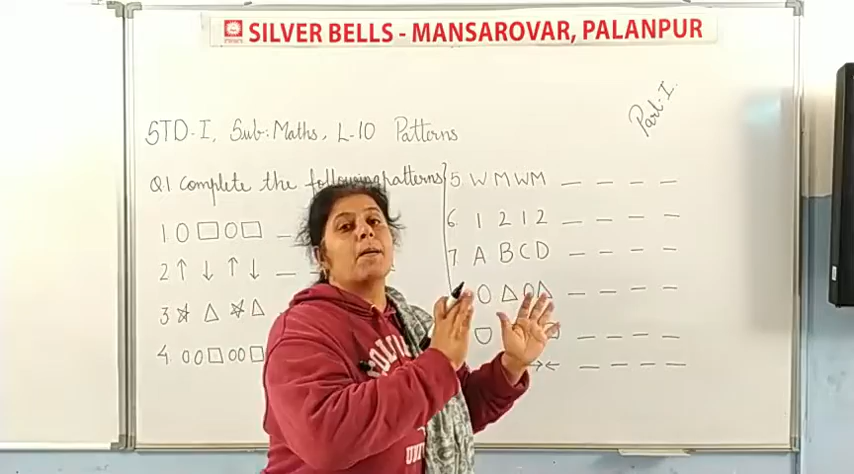 SILVER BELLS - MANSAROVAR, PALANPUR
Part: I.
STD-I, Sub: Maths, L-10 Patterns
Q1 Complete the following patterns
1 O □ O □ _
2 ↑ ↓ ↑ ↓ _
3 ☆ △ ☆ △
4 O O □ O O □
5 W M W M _ _ _ _
6. 1 2 1 2 _ _ _ _
7 A B C D _ _ _ _
O △ O △ _ _ _ _
_ _ _ _
→ ← _ _ _ _